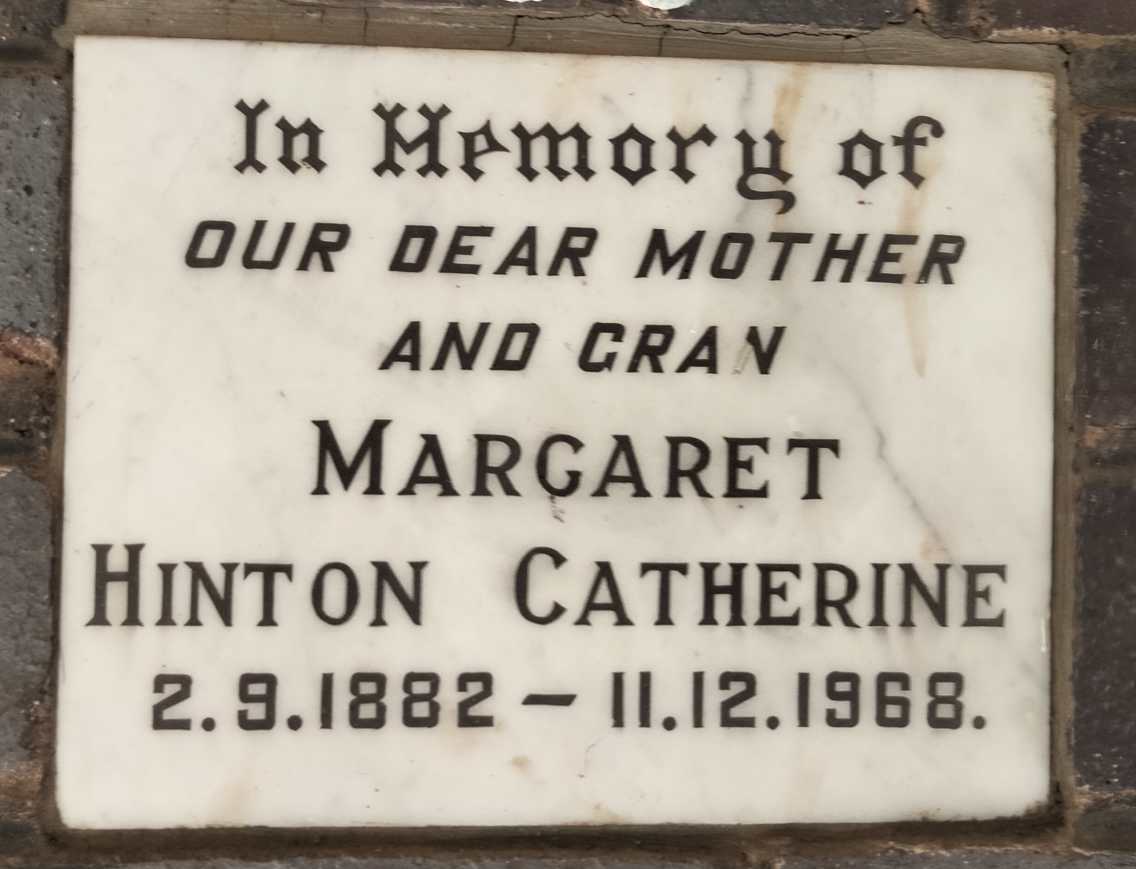 In Memory of
OUR DEAR MOTHER
AND GRAN
MARGARET
HINTON CATHERINE
2.9.1882 – 11.12.1968.